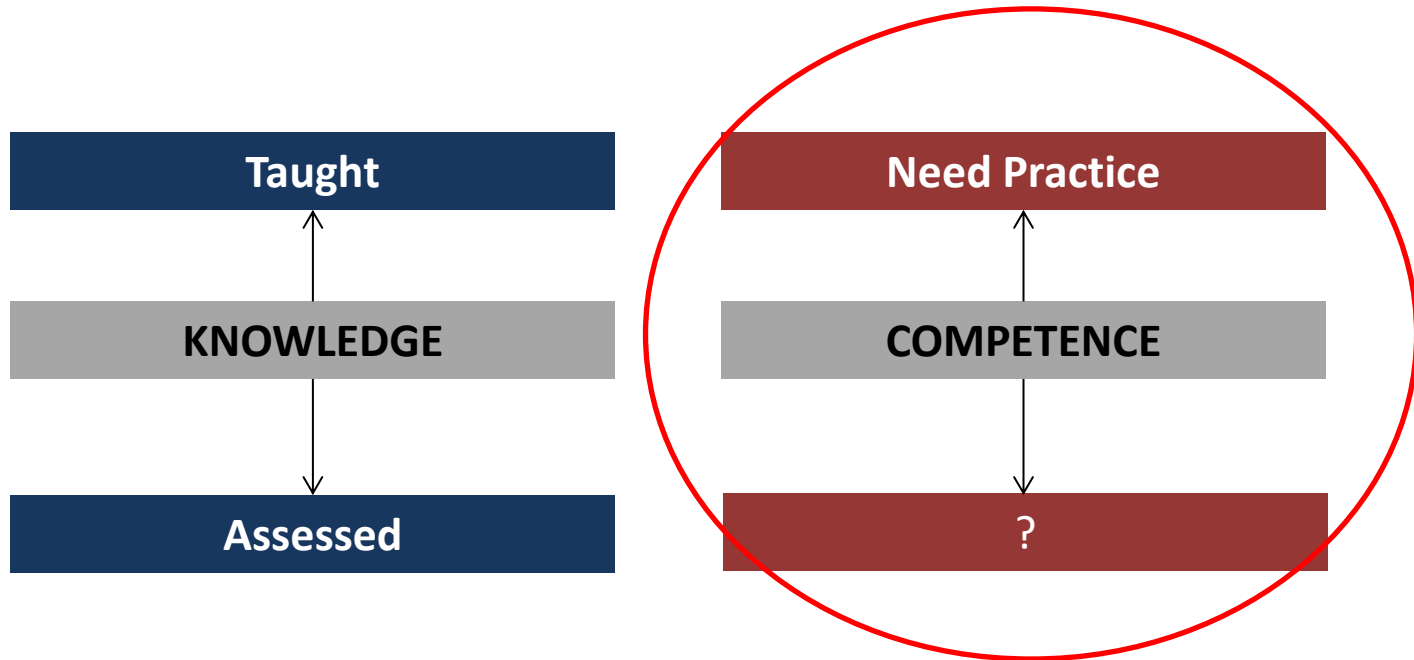 Taught
KNOWLEDGE
Assessed
Need Practice
COMPETENCE
?